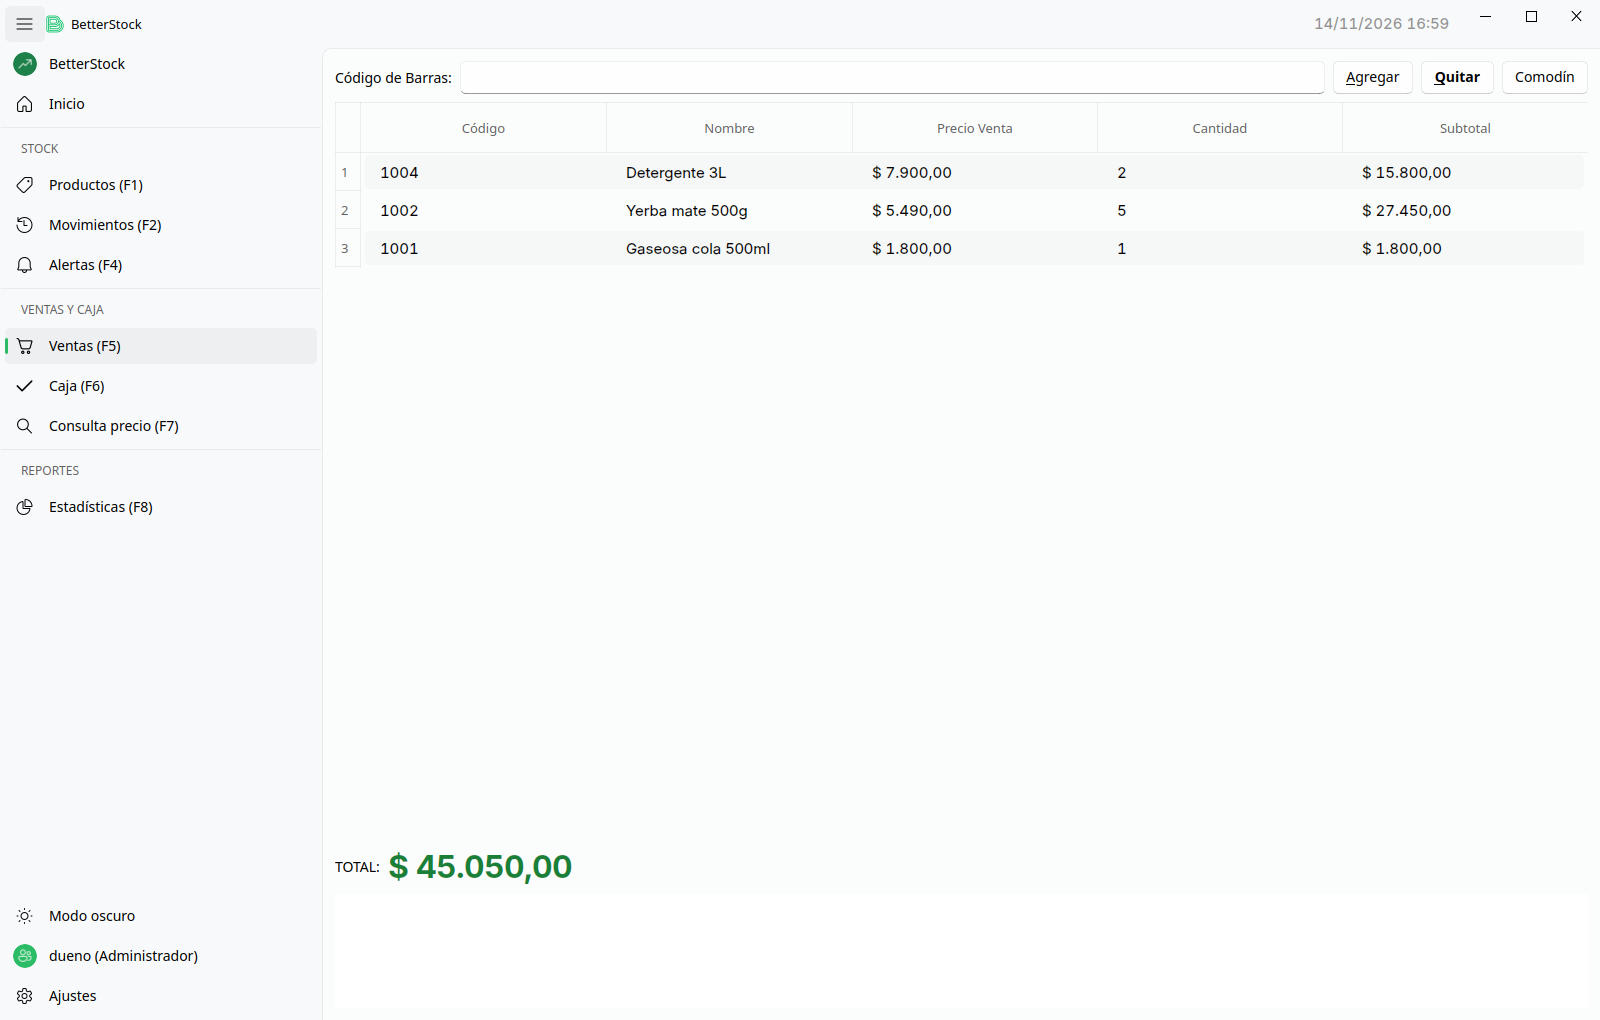 BetterStock
14/11/2026 16:59
BetterStock
Inicio
STOCK
Productos (F1)
Movimientos (F2)
Alertas (F4)
VENTAS Y CAJA
Ventas (F5)
Caja (F6)
Consulta precio (F7)
REPORTES
Estadísticas (F8)
Modo oscuro
dueno (Administrador)
Ajustes
Código de Barras: Agregar Quitar Comodín
Código Nombre Precio Venta Cantidad Subtotal
1 1004 Detergente 3L $ 7.900,00 2 $ 15.800,00
2 1002 Yerba mate 500g $ 5.490,00 5 $ 27.450,00
3 1001 Gaseosa cola 500ml $ 1.800,00 1 $ 1.800,00
TOTAL: $ 45.050,00